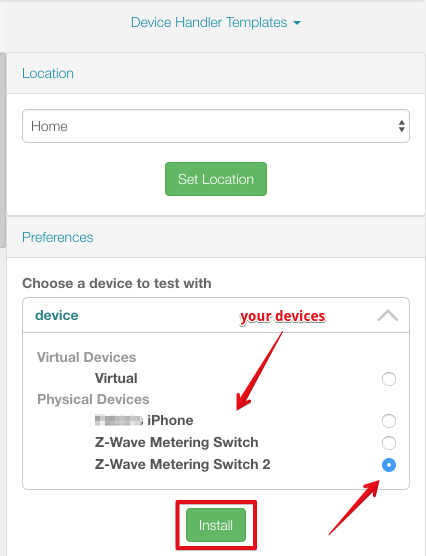 Device Handler Templates
Location
Home
Set Location
Preferences
Choose a device to test with
device your devices
Virtual Devices
Virtual
Physical Devices
iPhone
Z-Wave Metering Switch
Z-Wave Metering Switch 2
Install